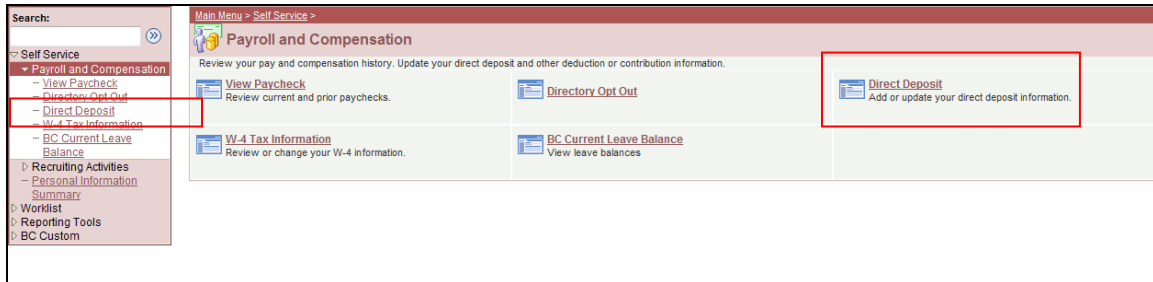 Search:
Self Service
Payroll and Compensation
View Paycheck
Directory Opt Out
Direct Deposit
W-4 Tax Information
BC Current Leave
Balance
Recruiting Activities
Personal Information
Summary
Worklist
Reporting Tools
BC Custom
Main Menu > Self Service >
Payroll and Compensation
Review your pay and compensation history. Update your direct deposit and other deduction or contribution information.
View Paycheck
Review current and prior paychecks.
Directory Opt Out
Direct Deposit
Add or update your direct deposit information.
W-4 Tax Information
Review or change your W-4 information.
BC Current Leave Balance
View leave balances